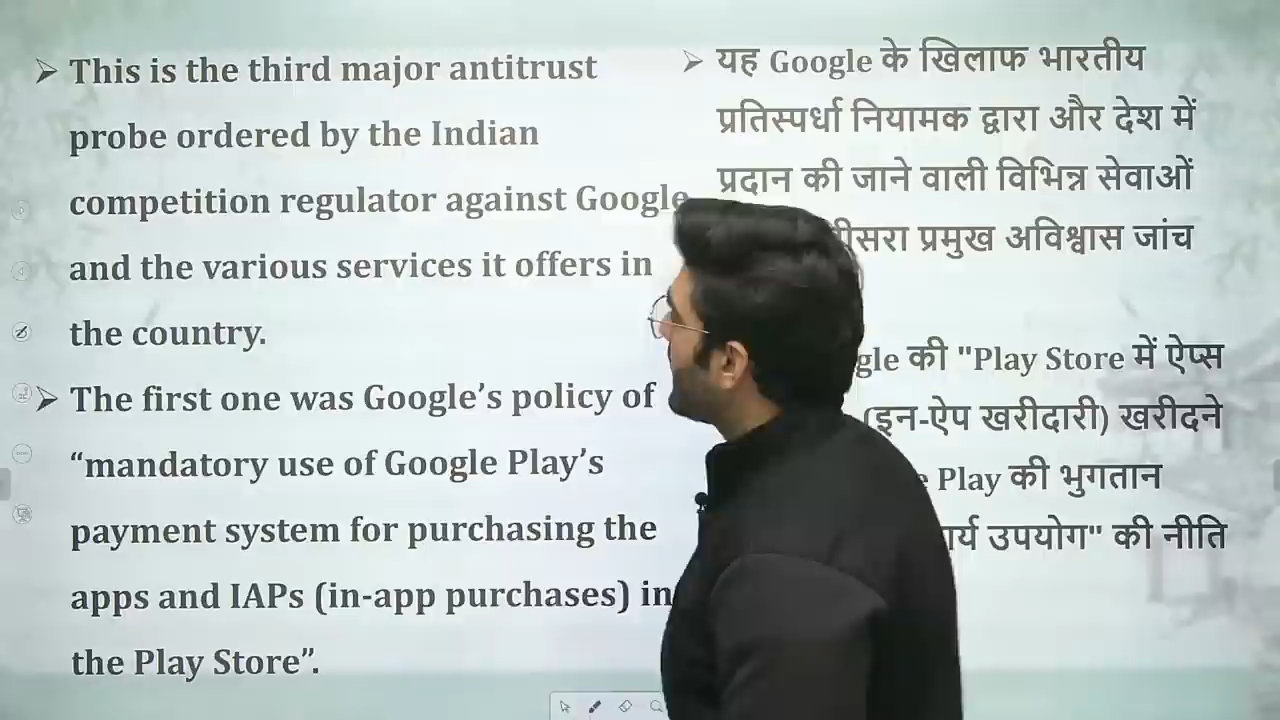 ➢ This is the third major antitrust
probe ordered by the Indian
competition regulator against Google
and the various services it offers in
the country.
➢ The first one was Google’s policy of
“mandatory use of Google Play’s
payment system for purchasing the
apps and IAPs (in-app purchases) in
the Play Store”.
➢ यह Google के खिलाफ भारतीय
प्रतिस्पर्धा नियामक द्वारा और देश में
प्रदान की जाने वाली विभिन्न सेवाओं
प्रमुख अविश्वास जांच
की "Play Store में ऐप्स
(इन-ऐप खरीदारी) खरीदने
Play की भुगतान
उपयोग" की नीति